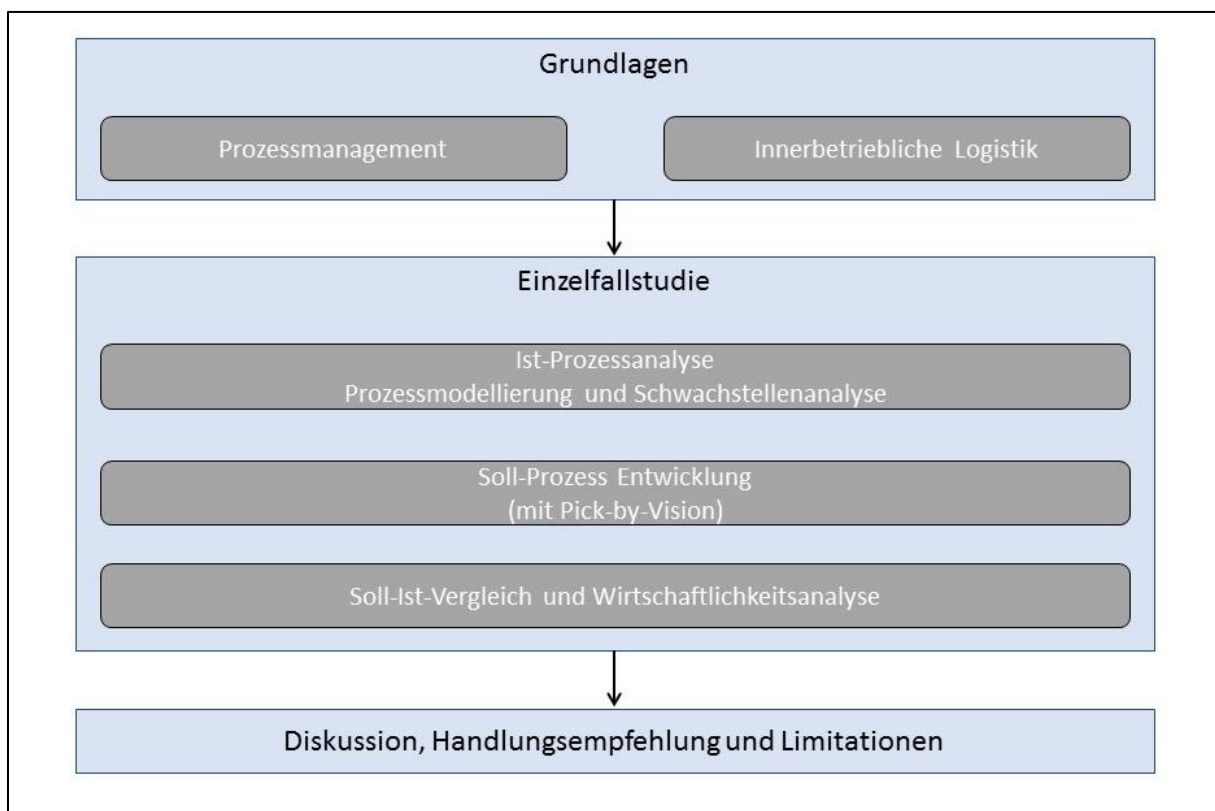 Grundlagen
Prozessmanagement
Innerbetriebliche Logistik
Einzelfallstudie
Ist-Prozessanalyse
Prozessmodellierung und Schwachstellenanalyse
Soll-Prozess Entwicklung
(mit Pick-by-Vision)
Soll-Ist-Vergleich und Wirtschaftlichkeitsanalyse
Diskussion, Handlungsempfehlung und Limitationen